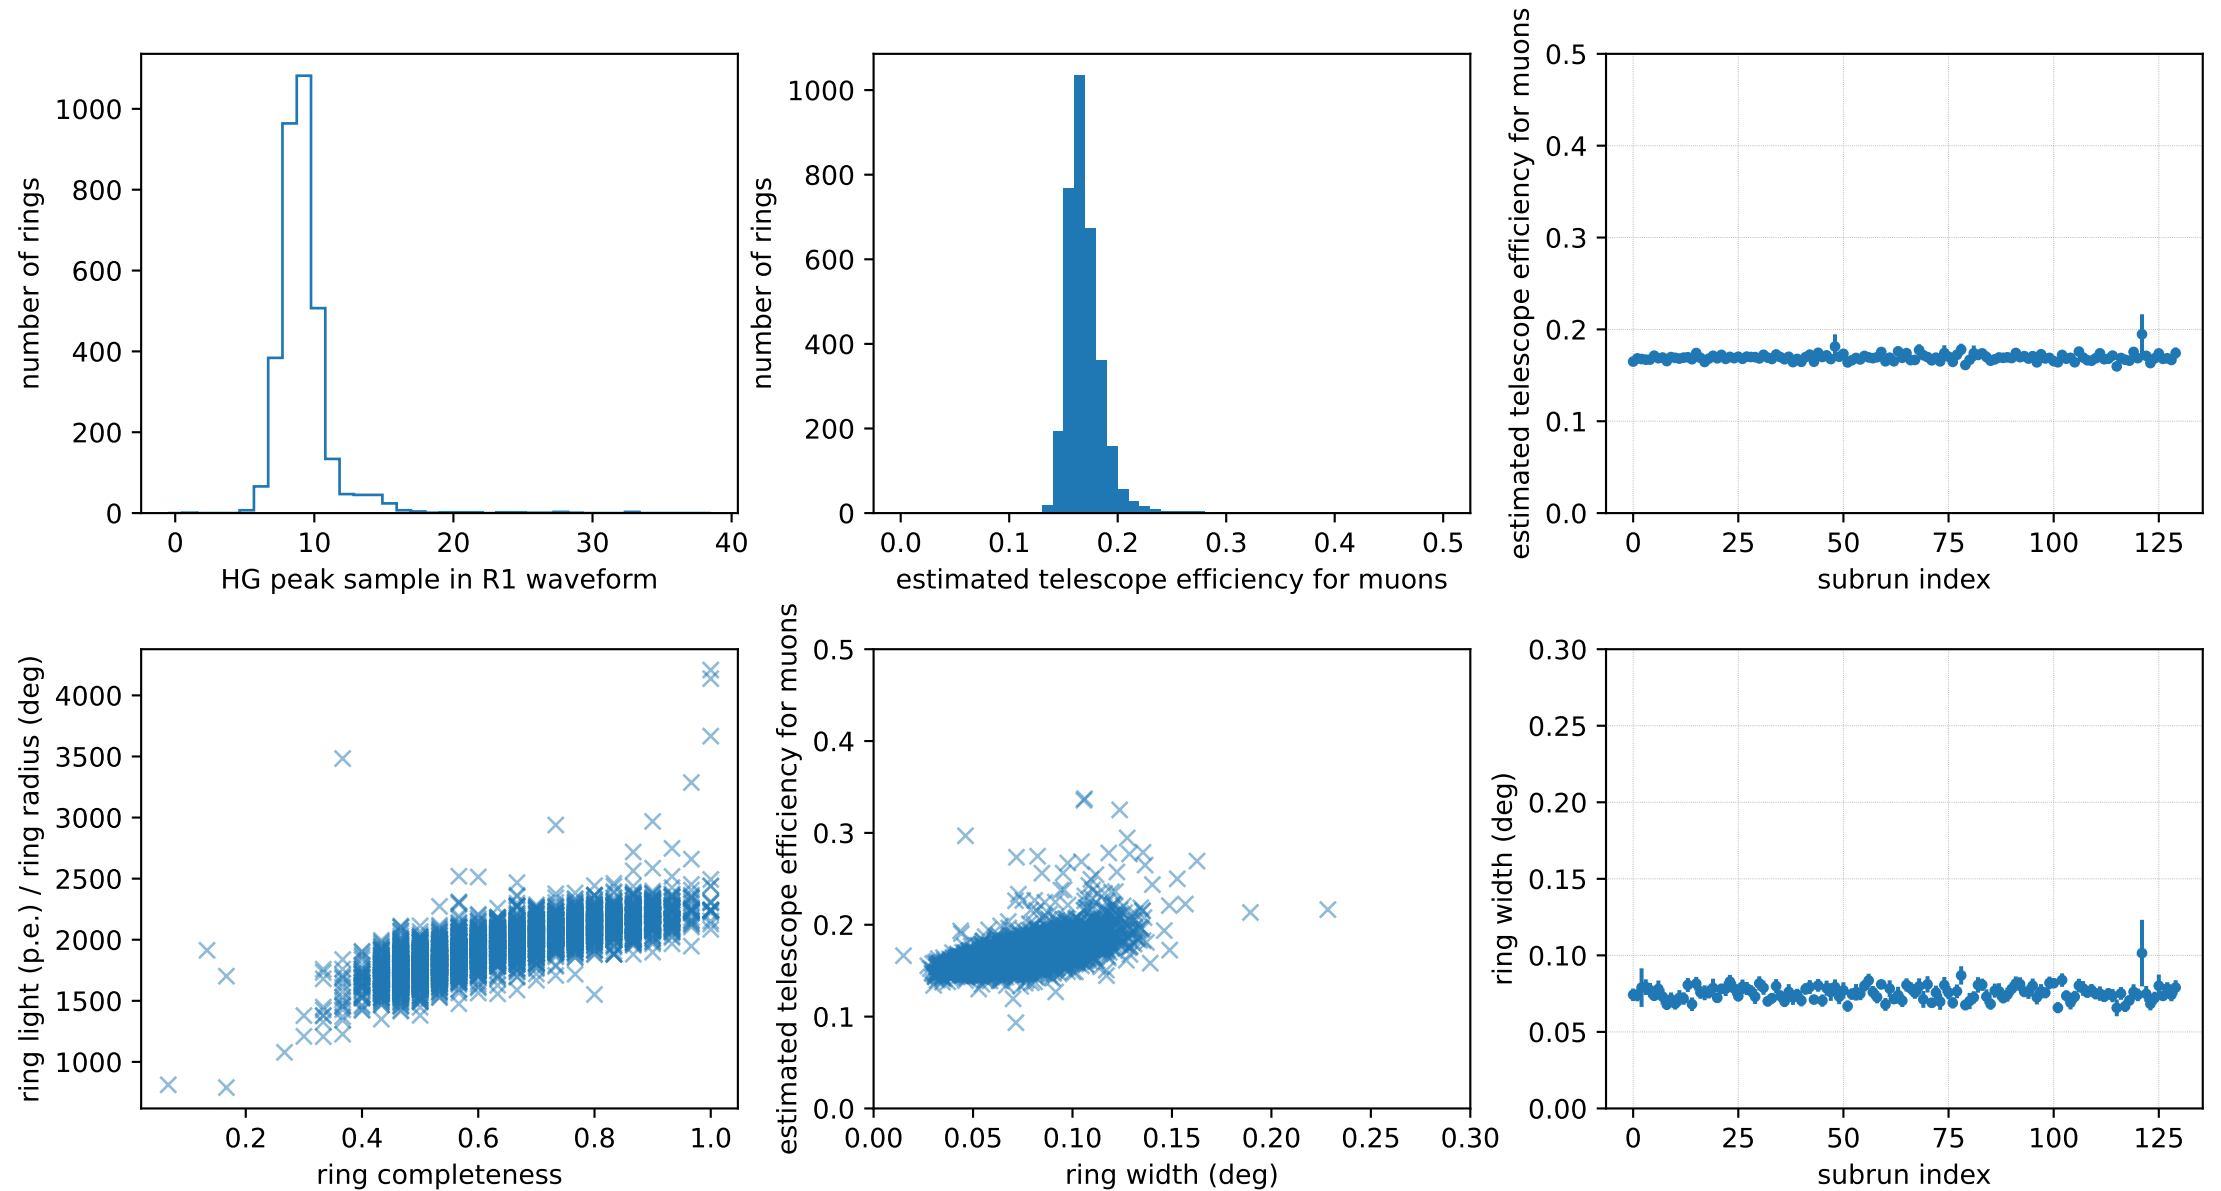 number of rings
1000
800
600
400
200
0
0 10 20 30 40
HG peak sample in R1 waveform
number of rings
1000
800
600
400
200
0
0.0 0.1 0.2 0.3 0.4 0.5
estimated telescope efficiency for muons
estimated telescope efficiency for muons
0.5
0.4
0.3
0.2
0.1
0.0
0 25 50 75 100 125
subrun index
ring light (p.e.) / ring radius (deg)
4000
3500
3000
2500
2000
1500
1000
0.2 0.4 0.6 0.8 1.0
ring completeness
estimated telescope efficiency for muons
0.5
0.4
0.3
0.2
0.1
0.0
0.00 0.05 0.10 0.15 0.20 0.25 0.30
ring width (deg)
ring width (deg)
0.30
0.25
0.20
0.15
0.10
0.05
0.00
0 25 50 75 100 125
subrun index